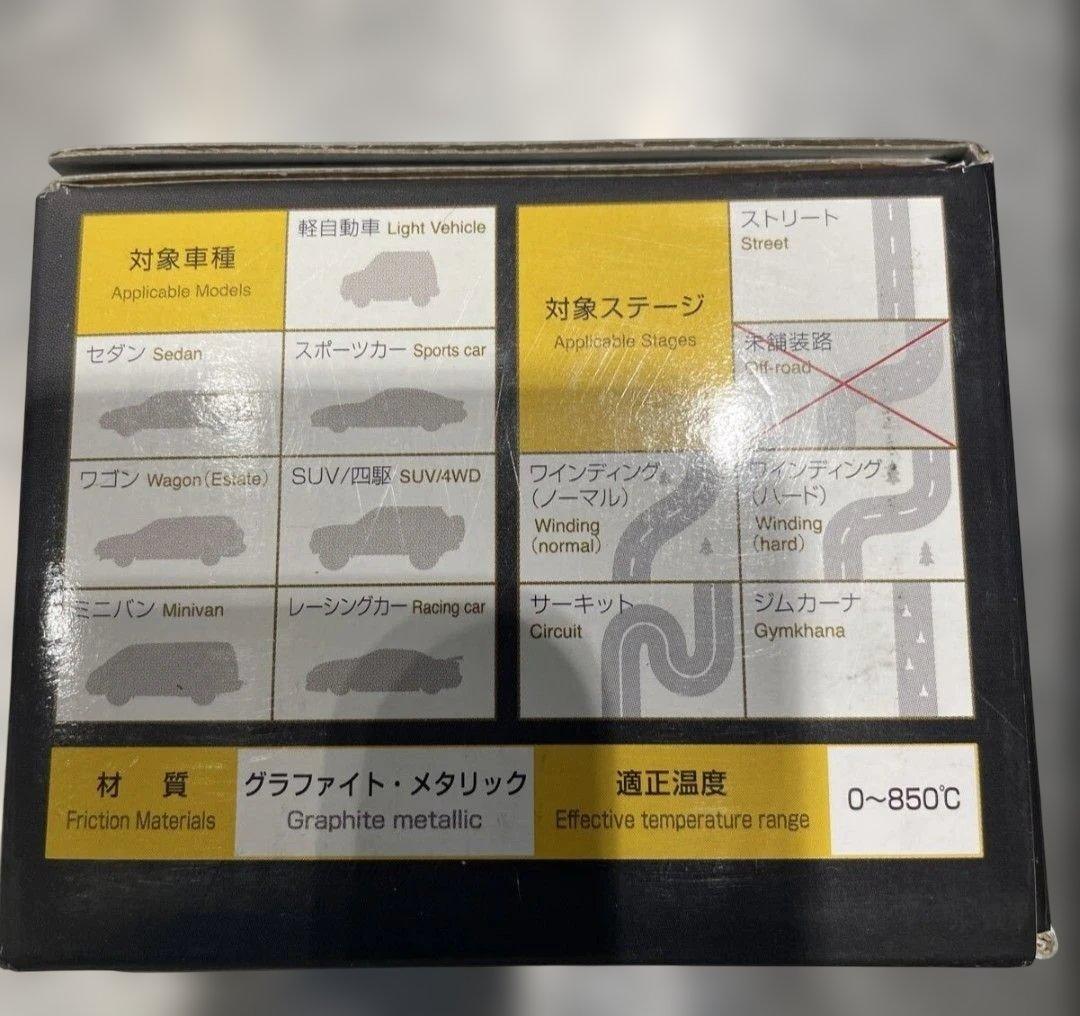 対象車種
Applicable Models
軽自動車 Light Vehicle
セダン Sedan
スポーツカー Sports car
ワゴン Wagon(Estate)
SUV/四駆 SUV/4WD
ミニバン Minivan
レーシングカー Racing car
対象ステージ
Applicable Stages
ストリート
Street
未舗装路
Off-road
ワインディング
(ノーマル)
Winding
(normal)
ワインディング
(ハード)
Winding
(hard)
サーキット
Circuit
ジムカーナ
Gymkhana
材 質
Friction Materials
グラファイト・メタリック
Graphite metallic
適正温度
Effective temperature range
0~850℃